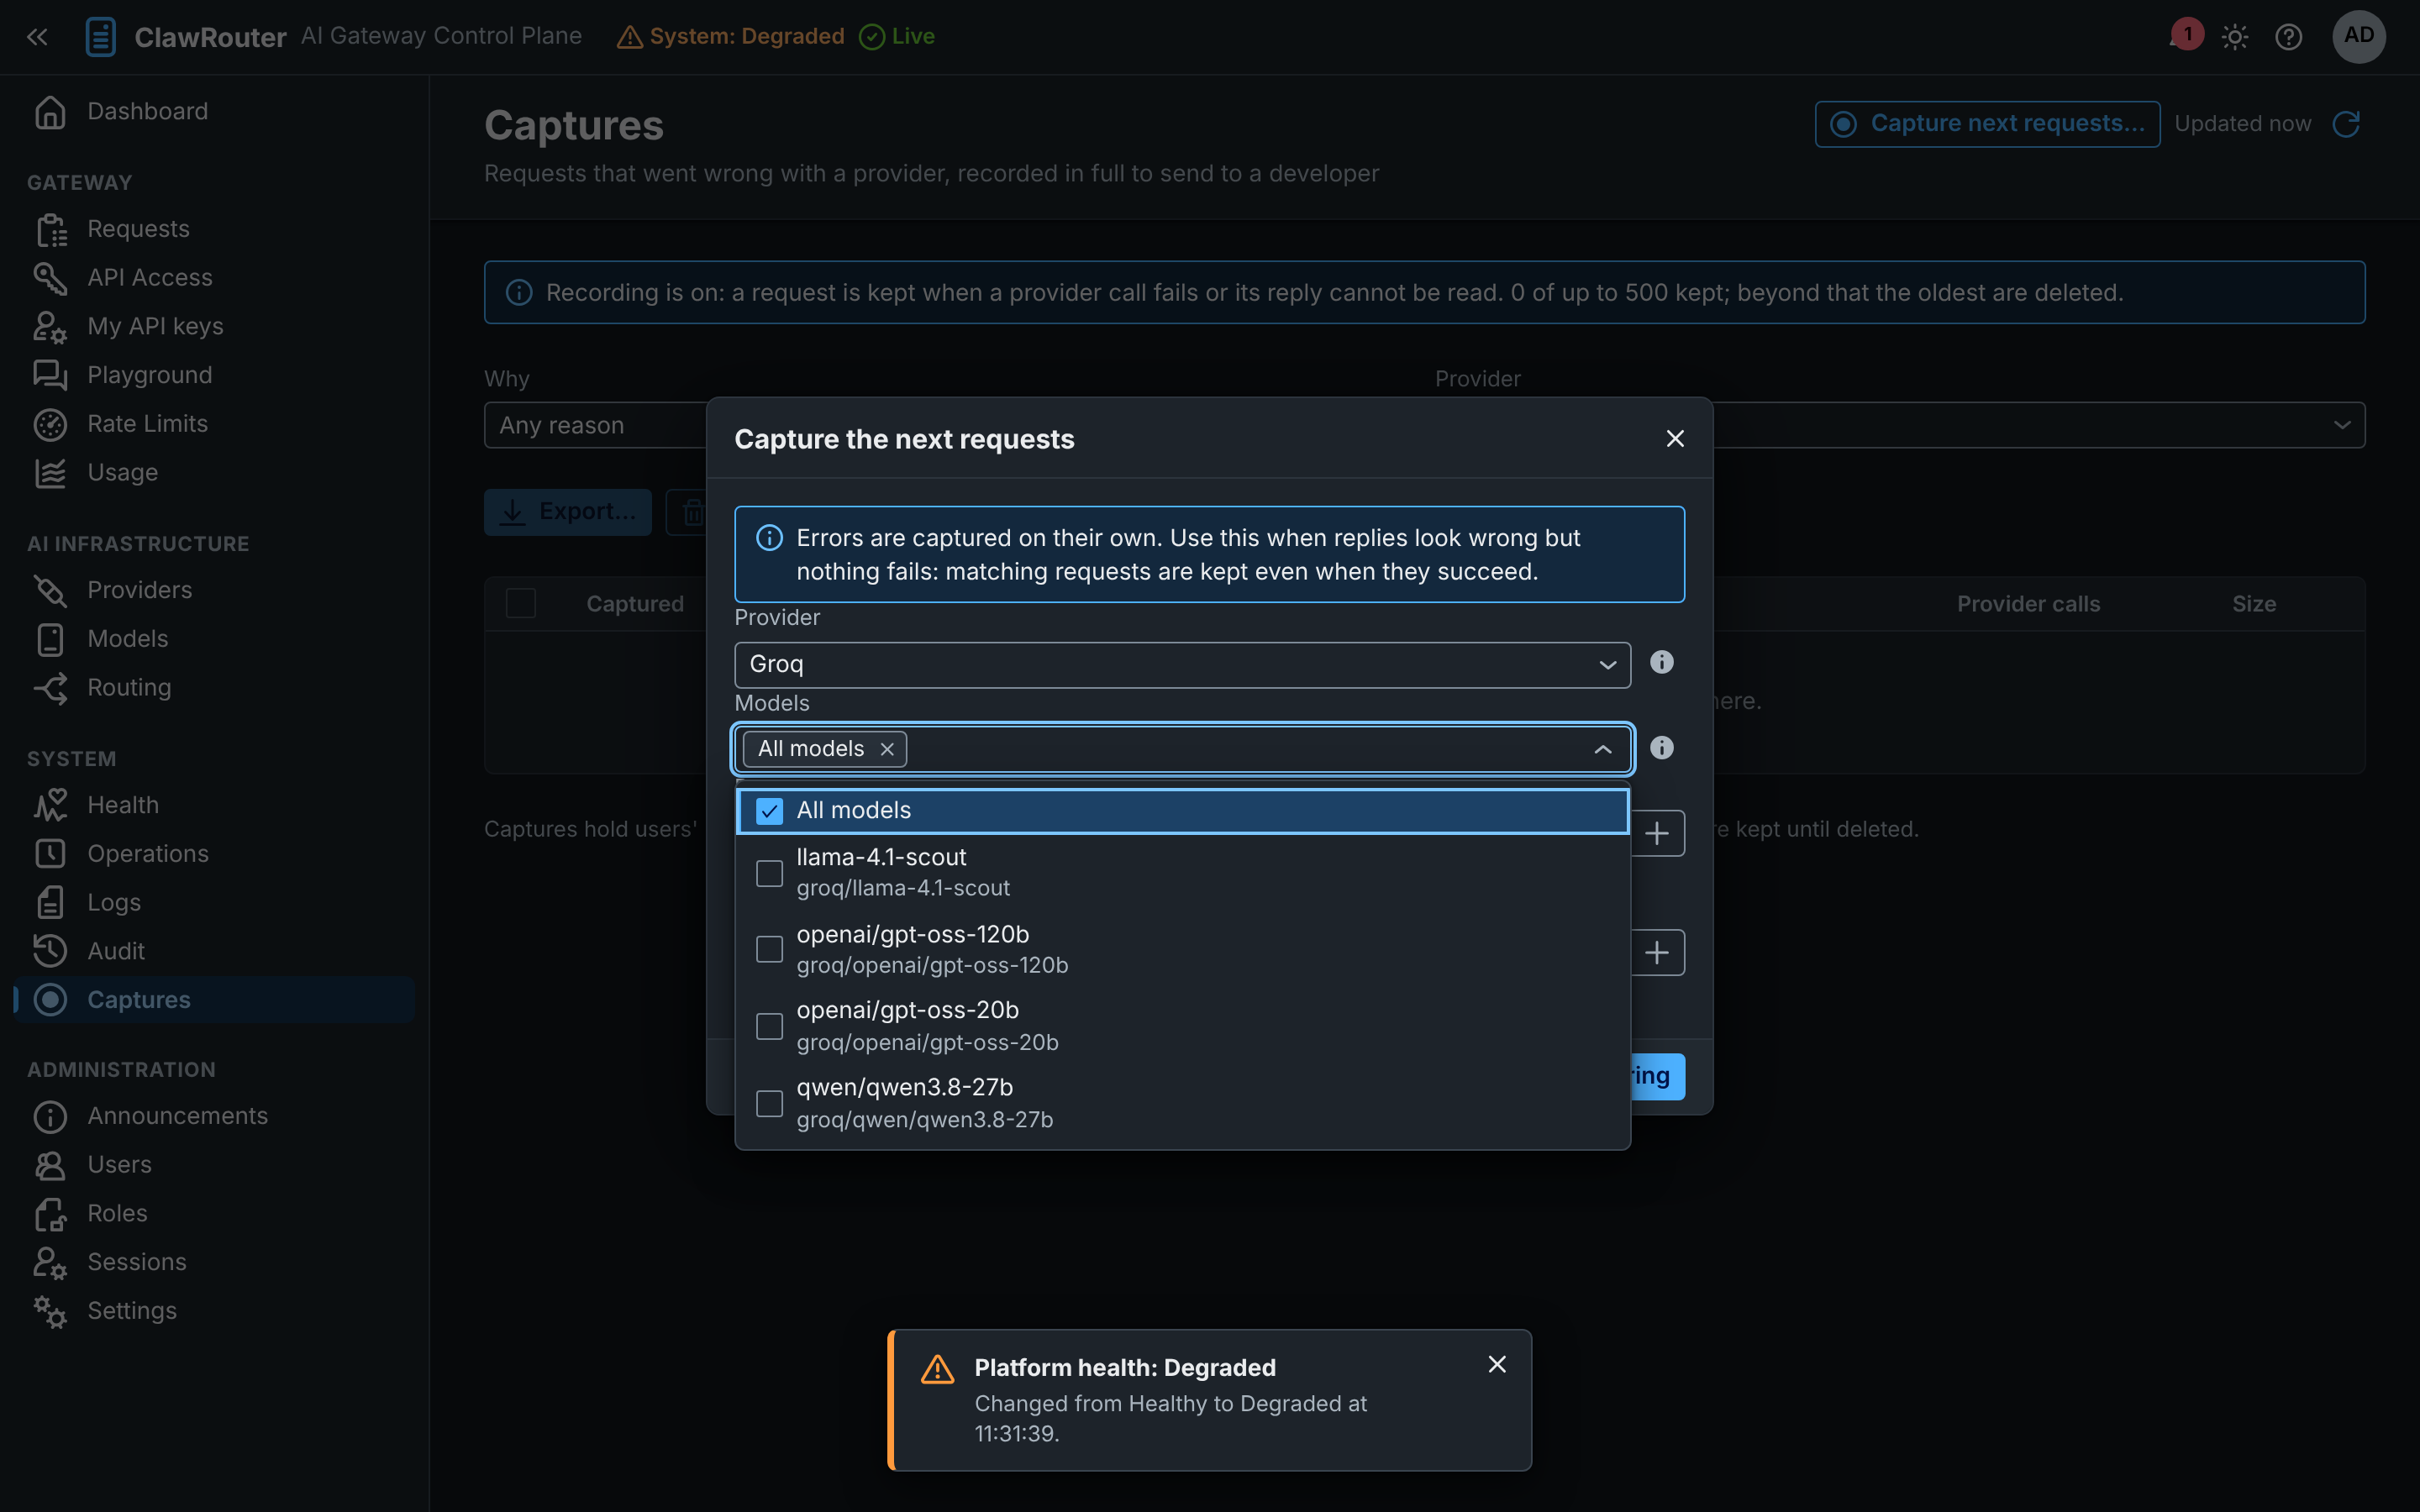 ClawRouter AI Gateway Control Plane System: Degraded Live 1 AD
Dashboard
GATEWAY
Requests
API Access
My API keys
Playground
Rate Limits
Usage
AI INFRASTRUCTURE
Providers
Models
Routing
SYSTEM
Health
Operations
Logs
Audit
Captures
ADMINISTRATION
Announcements
Users
Roles
Sessions
Settings
Captures
Capture next requests... Updated now
Requests that went wrong with a provider, recorded in full to send to a developer
Recording is on: a request is kept when a provider call fails or its reply cannot be read. 0 of up to 500 kept; beyond that the oldest are deleted.
Why Provider
Any reason
Export...
Captured Provider calls Size
here.
Captures hold users' kept until deleted.
Capture the next requests
Errors are captured on their own. Use this when replies look wrong but
nothing fails: matching requests are kept even when they succeed.
Provider
Groq
Models
All models
All models
llama-4.1-scout
groq/llama-4.1-scout
openai/gpt-oss-120b
groq/openai/gpt-oss-120b
openai/gpt-oss-20b
groq/openai/gpt-oss-20b
qwen/qwen3.8-27b
groq/qwen/qwen3.8-27b
Platform health: Degraded
Changed from Healthy to Degraded at
11:31:39.